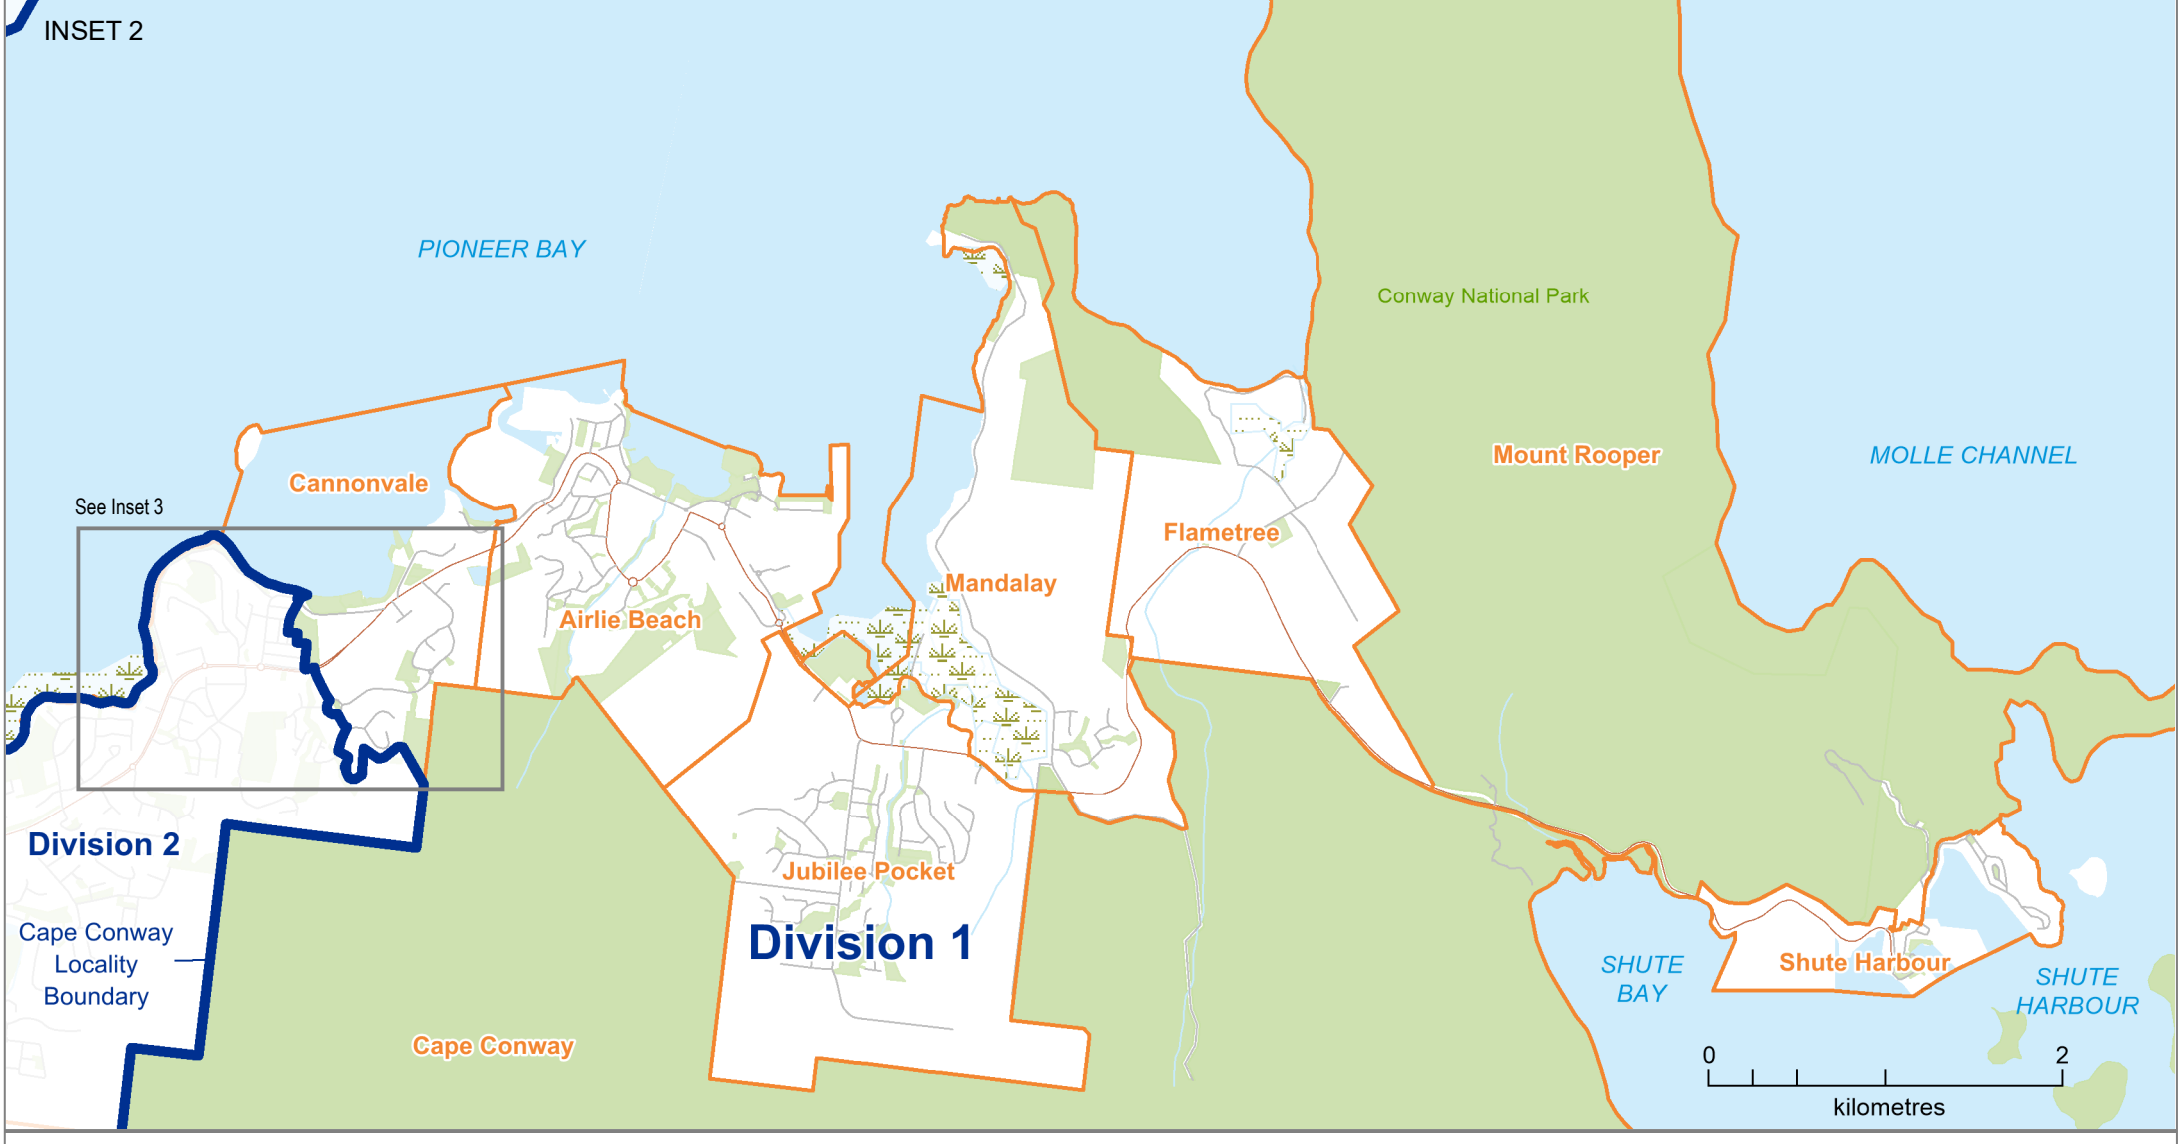 INSET 2
PIONEER BAY
Conway National Park
Mount Rooper
MOLLE CHANNEL
Cannonvale
See Inset 3
Flametree
Mandalay
Airlie Beach
Division 2
Jubilee Pocket
Cape Conway
Locality
Boundary
Division 1
Shute Harbour
SHUTE
BAY
SHUTE
HARBOUR
Cape Conway
0 2
kilometres